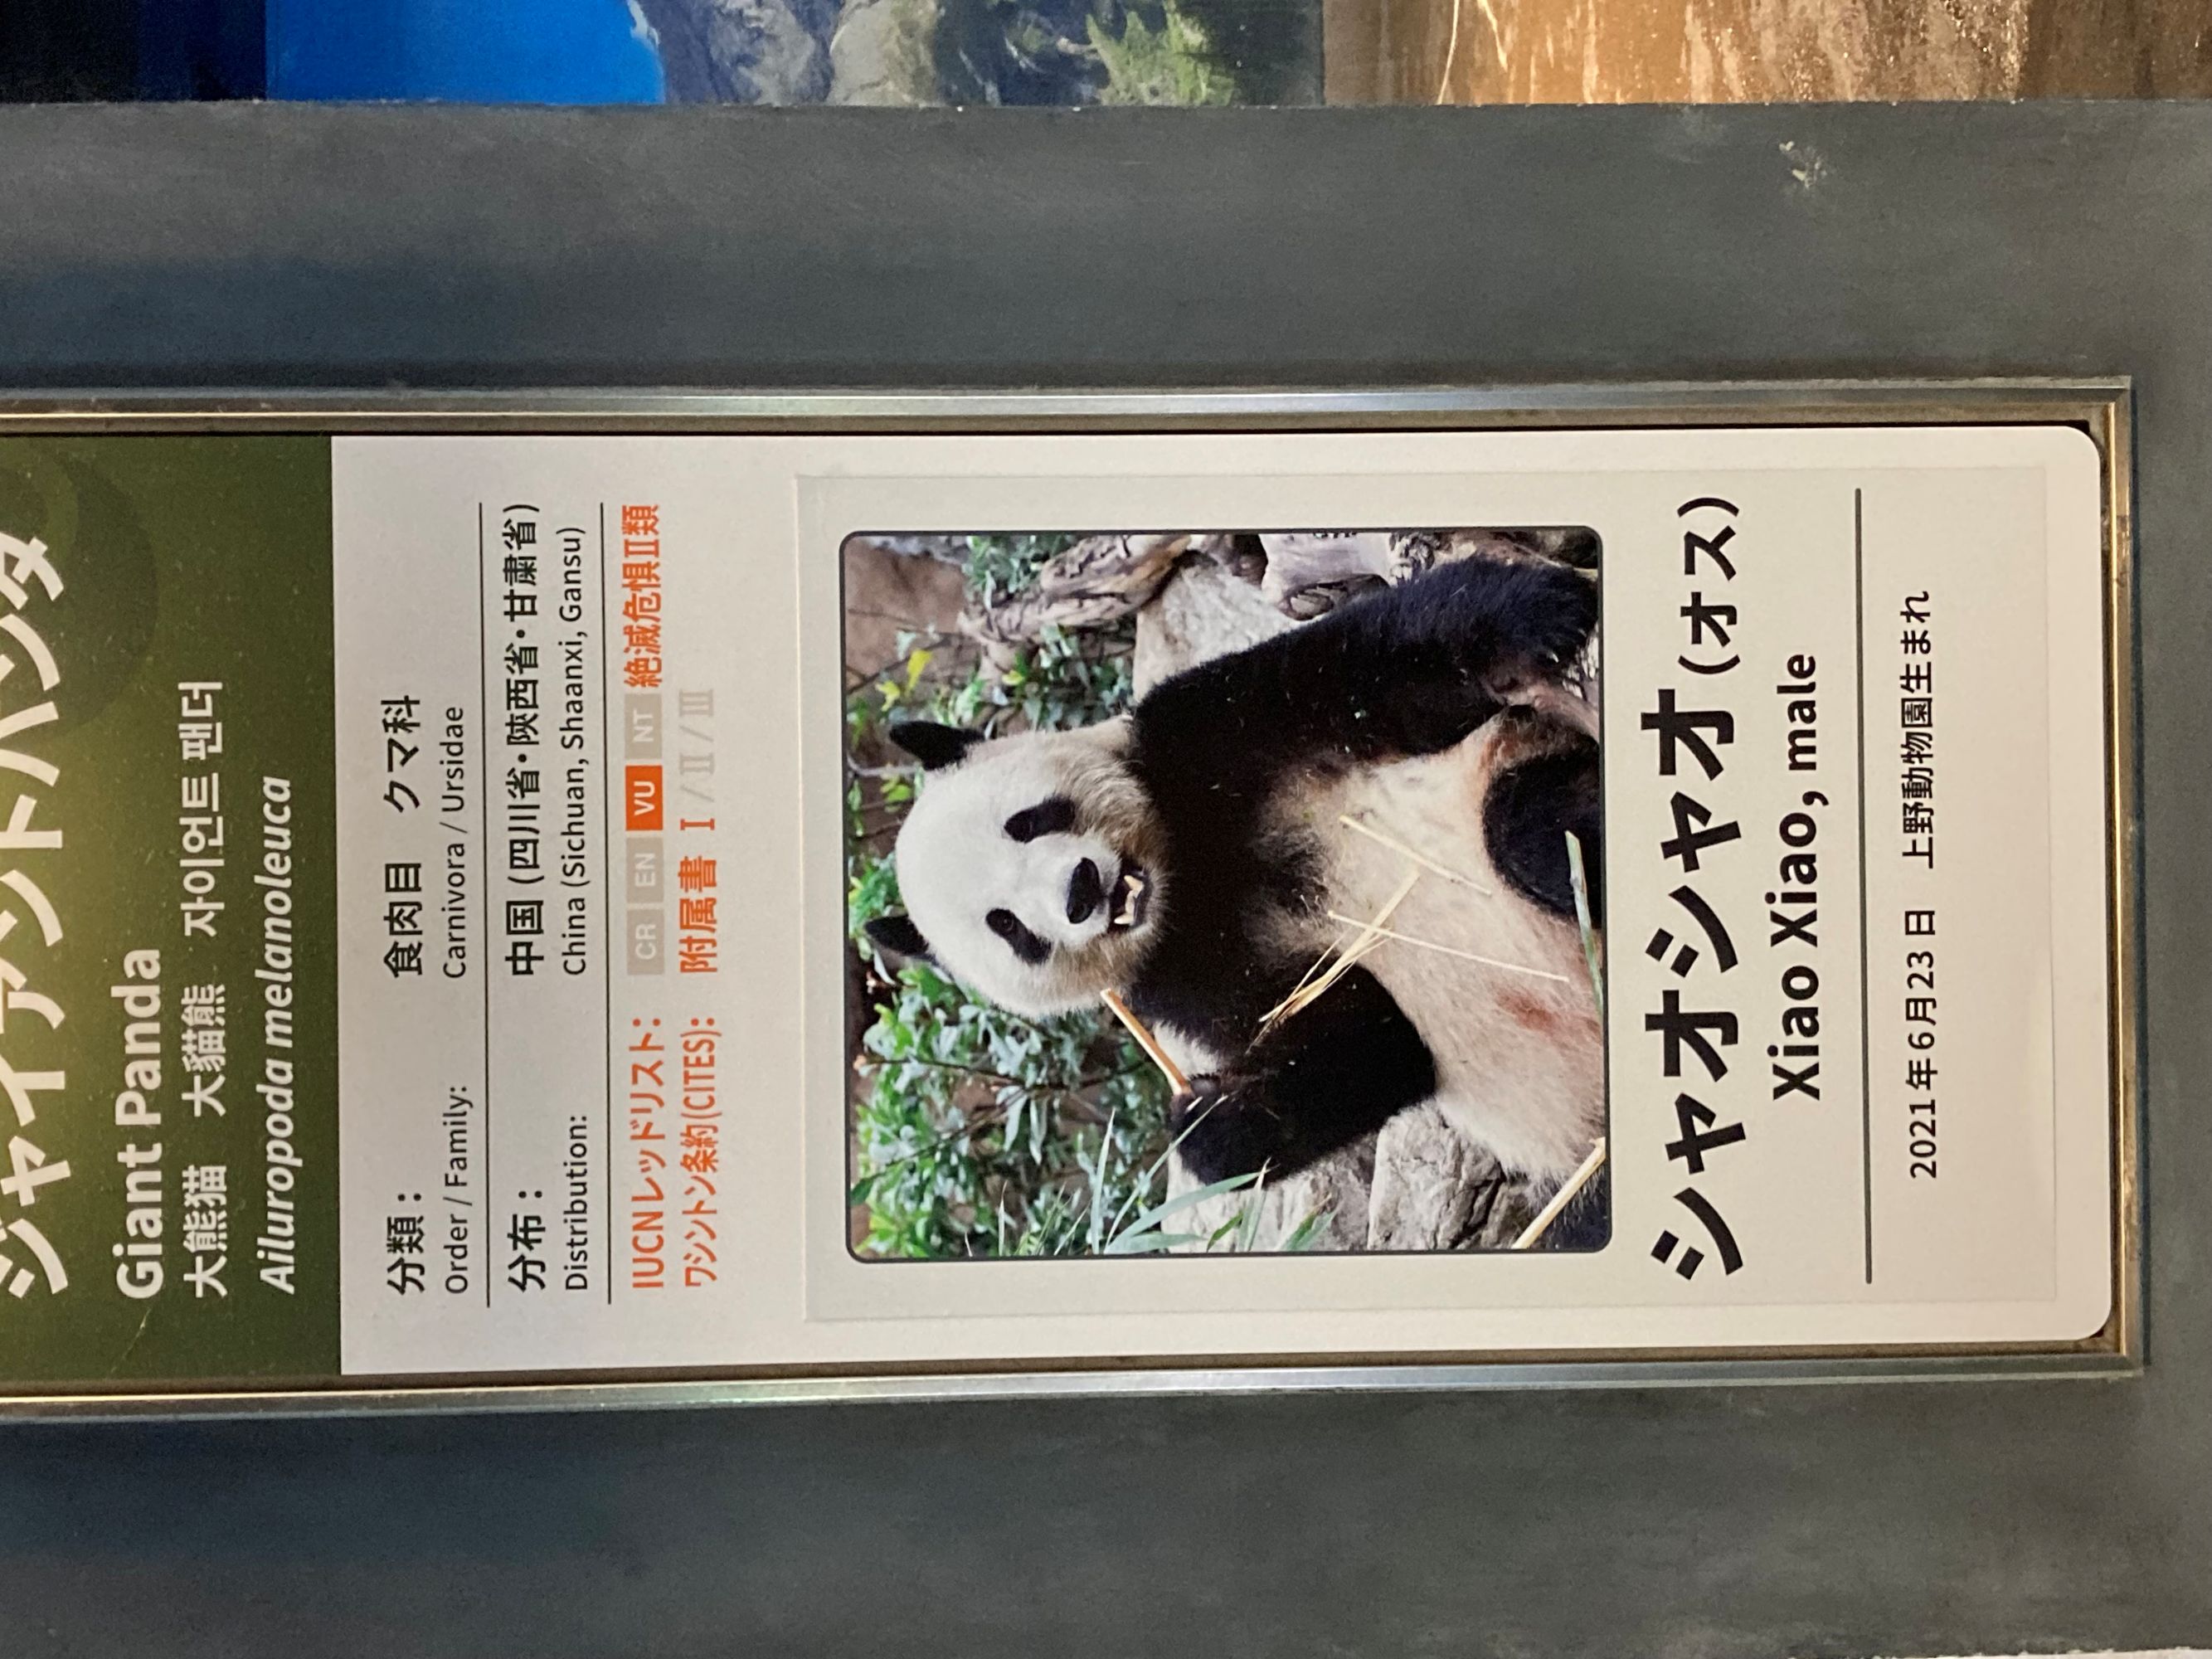 ジャイアントパンダ
Giant Panda
大熊猫 大貓熊 자이언트 팬더
Ailuropoda melanoleuca
分類： 食肉目 クマ科
Order / Family: Carnivora / Ursidae
分布： 中国 (四川省・陝西省・甘粛省)
Distribution: China (Sichuan, Shaanxi, Gansu)
IUCNレッドリスト： CR EN VU NT 絶滅危惧Ⅱ類
ワシントン条約(CITES)： 附属書 Ⅰ / Ⅱ / Ⅲ
シャオシャオ (オス)
Xiao Xiao, male
2021年6月23日 上野動物園生まれ